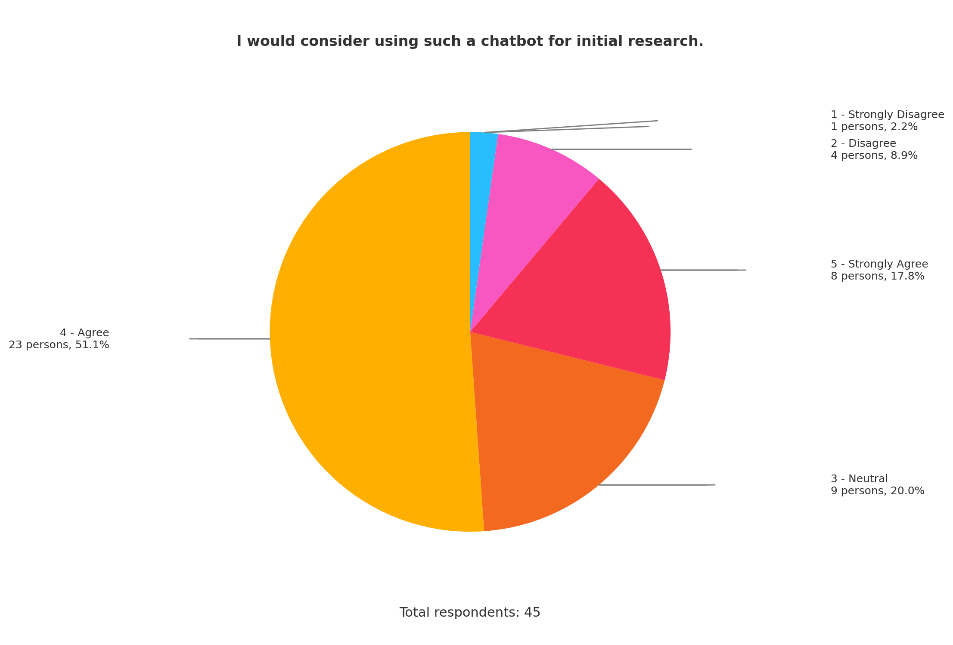 I would consider using such a chatbot for initial research.
1 - Strongly Disagree
1 persons, 2.2%
2 - Disagree
4 persons, 8.9%
5 - Strongly Agree
8 persons, 17.8%
4 - Agree
23 persons, 51.1%
3 - Neutral
9 persons, 20.0%
Total respondents: 45